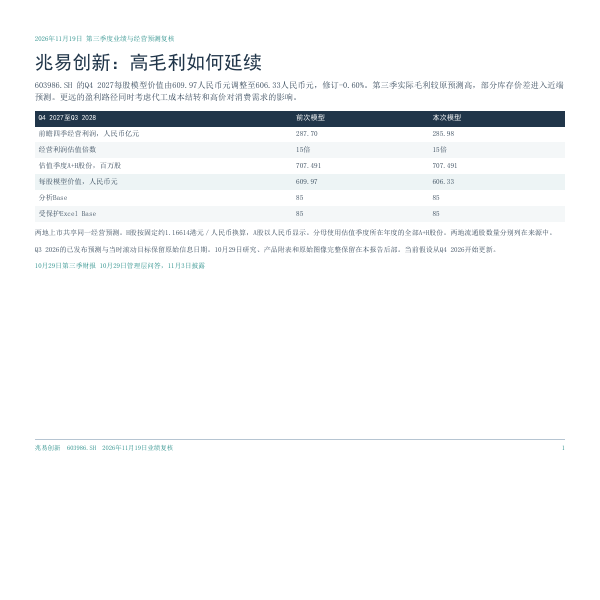 2026年11月19日 第三季度业绩与经营预测复核
兆易创新：高毛利如何延续
603986.SH 的Q4 2027每股模型价值由609.97人民币元调整至606.33人民币元，修订-0.60%。第三季实际毛利较原预测高，部分库存价差进入近端
预测。更远的盈利路径同时考虑代工成本结转和高价对消费需求的影响。
Q4 2027至Q3 2028 前次模型 本次模型
前瞻四季经营利润，人民币亿元 287.70 285.98
经营利润估值倍数 15倍 15倍
估值季度A+H股份，百万股 707.491 707.491
每股模型价值，人民币元 609.97 606.33
分析Base 85 85
受保护Excel Base 85 85
两地上市共享同一经营预测。H股按固定约1.16614港元／人民币换算，A股以人民币显示。分母使用估值季度所在年度的全部A+H股份，两地流通股数量分别列在来源中。
Q3 2026的已发布预测与当时滚动目标保留原始信息日期。10月29日研究、产品附表和原始图像完整保留在本报告后部。当前假设从Q4 2026开始更新。
10月29日第三季财报 10月29日管理层问答、11月3日披露
兆易创新 603986.SH 2026年11月19日业绩复核 1